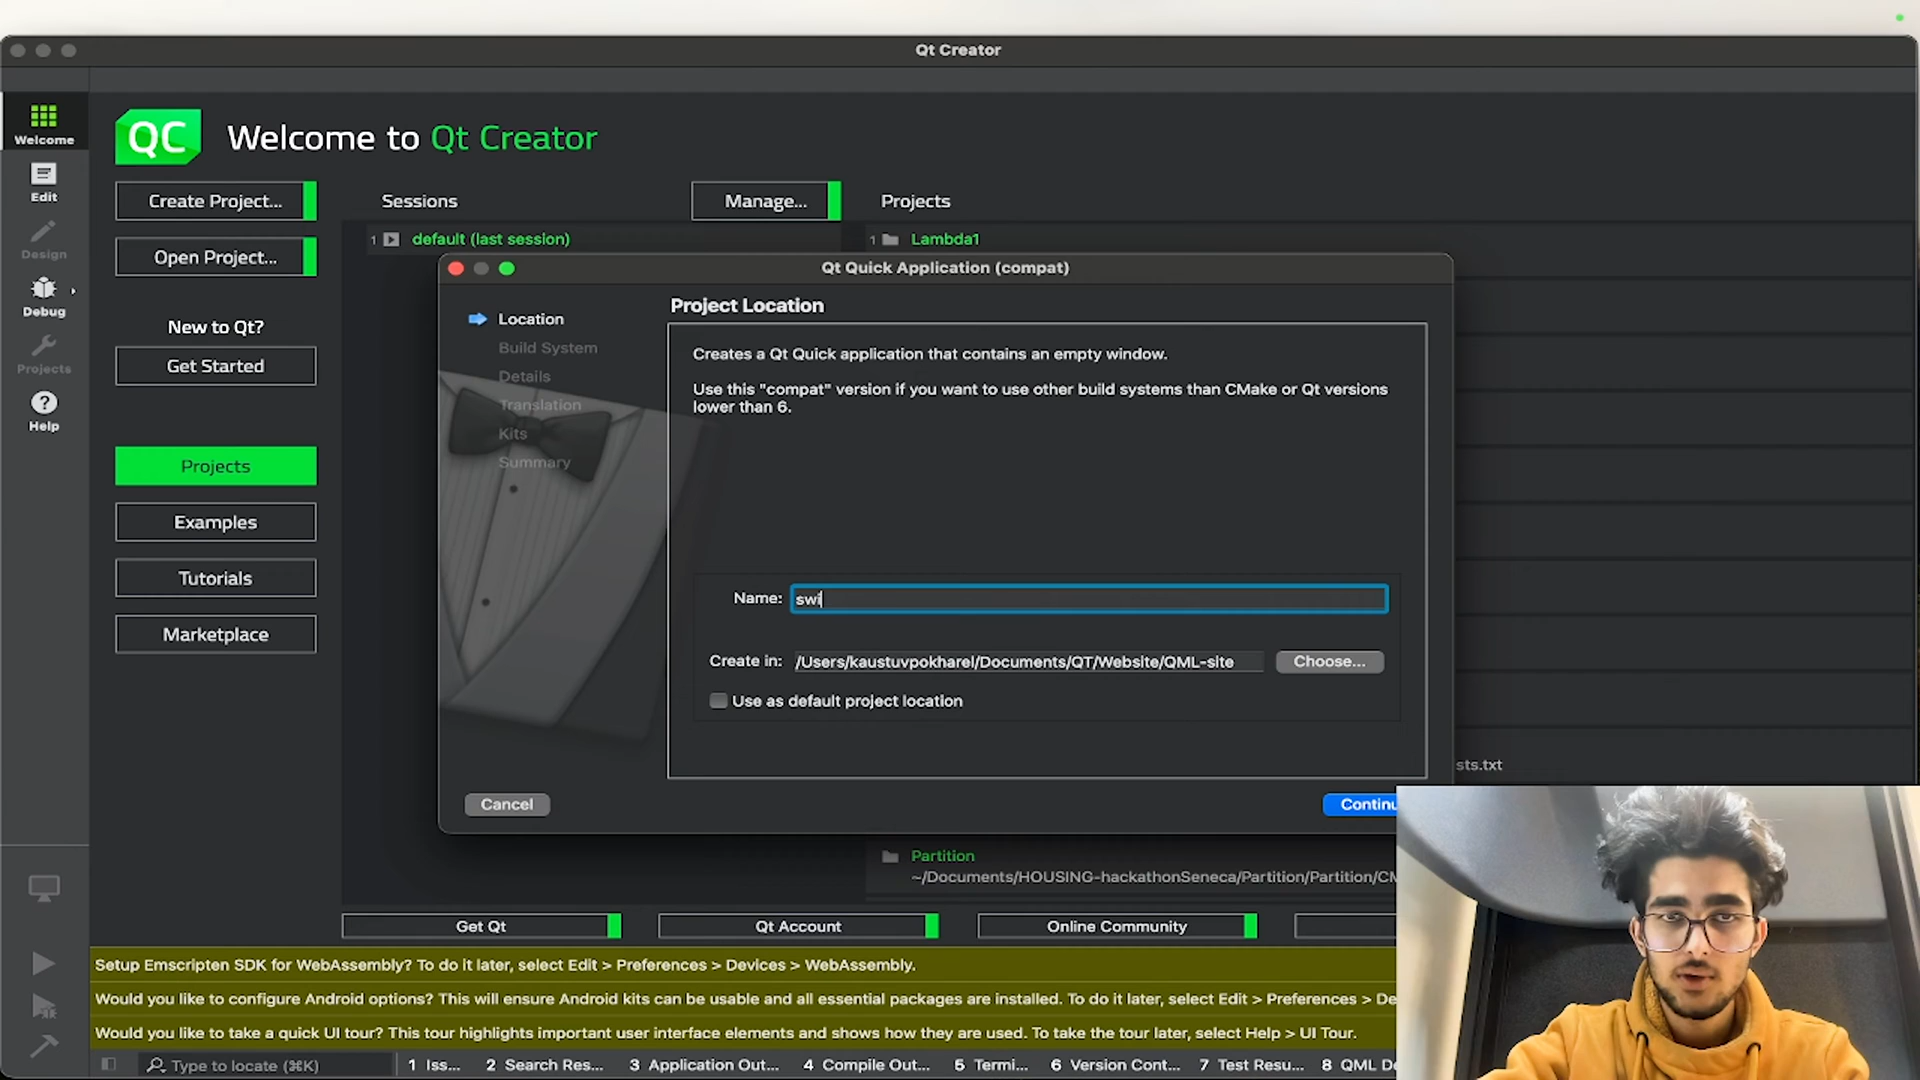 Qt Creator
Welcome
Edit
Design
Debug
Projects
Help
QC
Welcome to Qt Creator
Create Project...
Open Project...
New to Qt?
Get Started
Projects
Examples
Tutorials
Marketplace
Sessions
Manage...
Projects
1 default (last session)
1 Lambda1
Qt Quick Application (compat)
Location
Build System
Details
Translation
Kits
Summary
Project Location
Creates a Qt Quick application that contains an empty window.
Use this "compat" version if you want to use other build systems than CMake or Qt versions
lower than 6.
Name: swi
Create in: /Users/kaustuvpokharel/Documents/QT/Website/QML-site Choose...
Use as default project location
Cancel
Continu
sts.txt
Partition
~/Documents/HOUSING-hackathonSeneca/Partition/Partition/CM
Get Qt
Qt Account
Online Community
Setup Emscripten SDK for WebAssembly? To do it later, select Edit > Preferences > Devices > WebAssembly.
Would you like to configure Android options? This will ensure Android kits can be usable and all essential packages are installed. To do it later, select Edit > Preferences > De
Would you like to take a quick UI tour? This tour highlights important user interface elements and shows how they are used. To take the tour later, select Help > UI Tour.
Type to locate (⌘K) 1 Iss... 2 Search Res... 3 Application Out... 4 Compile Out... 5 Termi... 6 Version Cont... 7 Test Resu... 8 QML De